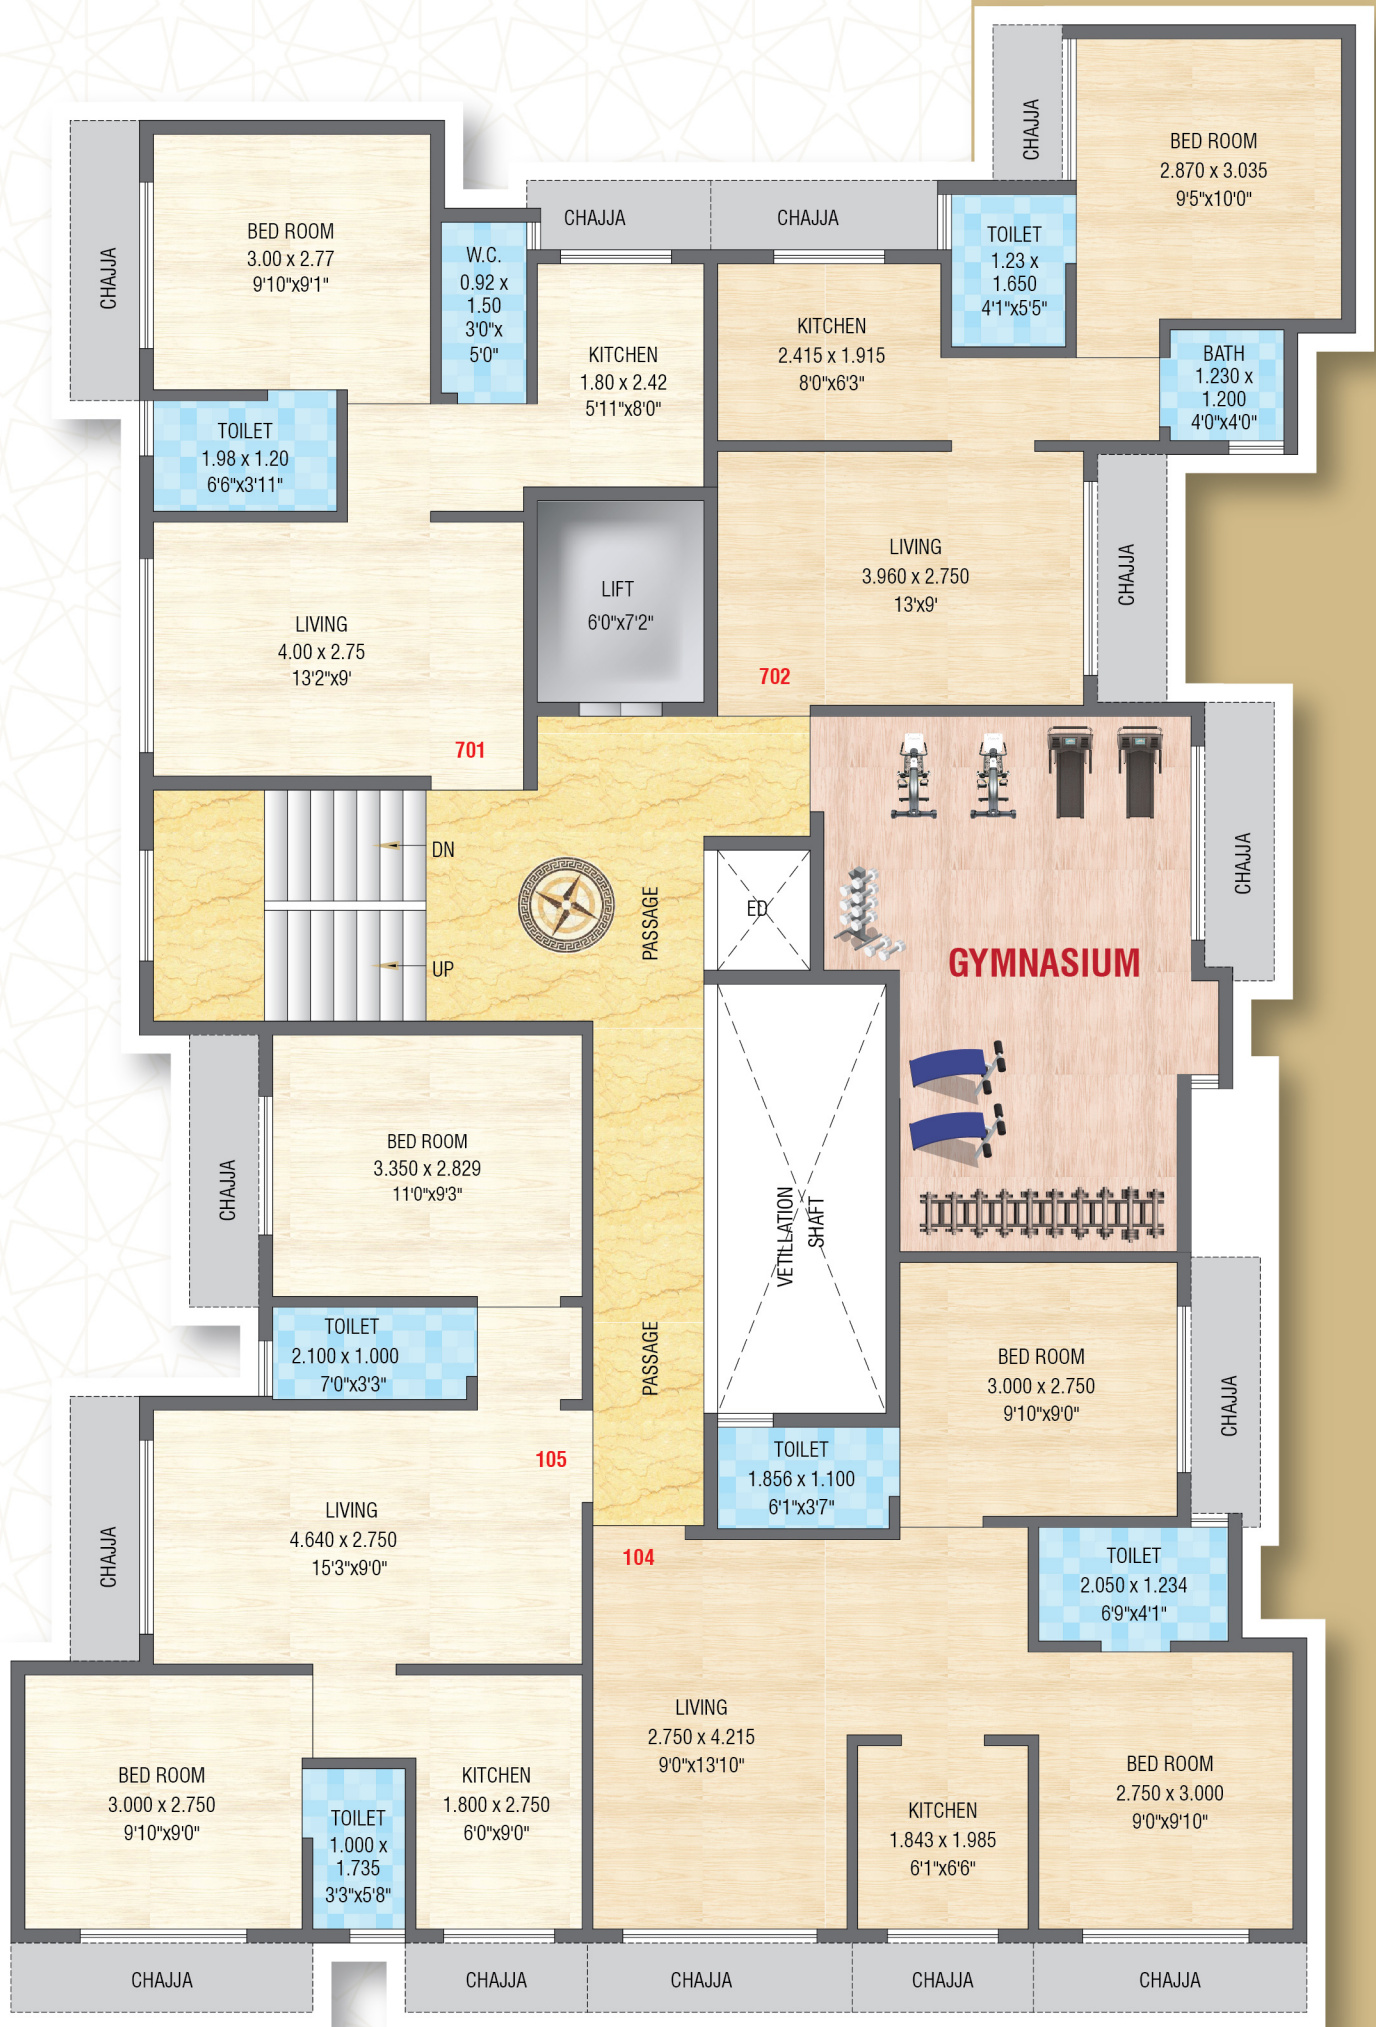 CHAJJA
BED ROOM
2.870 x 3.035
9'5"x10'0"
CHAJJA
BED ROOM
3.00 x 2.77
9'10"x9'1"
CHAJJA
CHAJJA
W.C.
0.92 x
1.50
3'0"x
5'0"
TOILET
1.23 x
1.650
4'1"x5'5"
KITCHEN
1.80 x 2.42
5'11"x8'0"
KITCHEN
2.415 x 1.915
8'0"x6'3"
BATH
1.230 x
1.200
4'0"x4'0"
TOILET
1.98 x 1.20
6'6"x3'11"
LIFT
6'0"x7'2"
LIVING
3.960 x 2.750
13'x9'
CHAJJA
702
LIVING
4.00 x 2.75
13'2"x9'
701
DN
UP
PASSAGE
ED
GYMNASIUM
CHAJJA
CHAJJA
BED ROOM
3.350 x 2.829
11'0"x9'3"
VETILLATION
SHAFT
TOILET
2.100 x 1.000
7'0"x3'3"
PASSAGE
BED ROOM
3.000 x 2.750
9'10"x9'0"
CHAJJA
105
TOILET
1.856 x 1.100
6'1"x3'7"
CHAJJA
LIVING
4.640 x 2.750
15'3"x9'0"
104
TOILET
2.050 x 1.234
6'9"x4'1"
LIVING
2.750 x 4.215
9'0"x13'10"
BED ROOM
3.000 x 2.750
9'10"x9'0"
TOILET
1.000 x
1.735
3'3"x5'8"
KITCHEN
1.800 x 2.750
6'0"x9'0"
KITCHEN
1.843 x 1.985
6'1"x6'6"
BED ROOM
2.750 x 3.000
9'0"x9'10"
CHAJJA
CHAJJA
CHAJJA
CHAJJA
CHAJJA